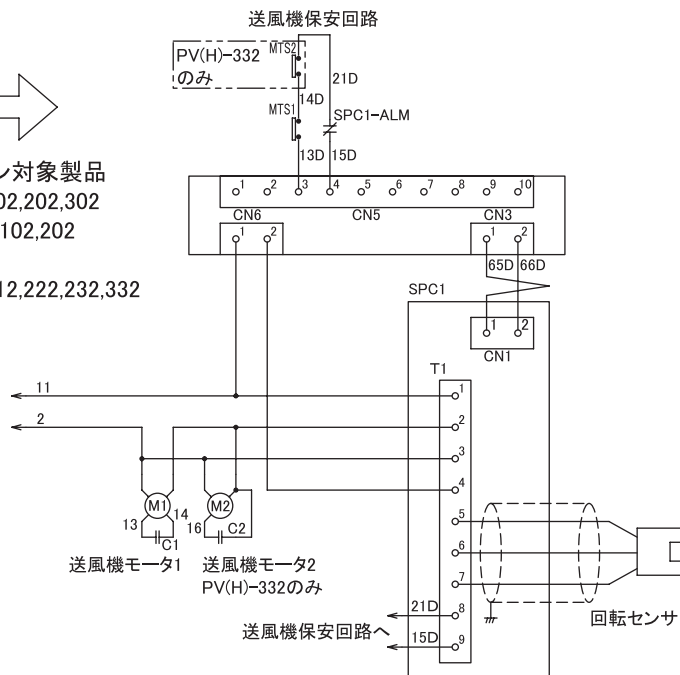 送風機保安回路
PV(H)-332
のみ
MTS2
21D
14D
MTS1
SPC1-ALM
13D 15D
ン対象製品
02,202,302
102,202
12,222,232,332
1 2 3 4 5 6 7 8 9 10
CN6 CN5 CN3
1 2 1 2
65D 66D
SPC1
1 2
CN1
T1
11
1
2
2
3
4
M1 M2
13 14 16
C1 C2
5
送風機モータ1 送風機モータ2
PV(H)-332のみ
6
7
21D 8
送風機保安回路へ
15D 9
回転センサ